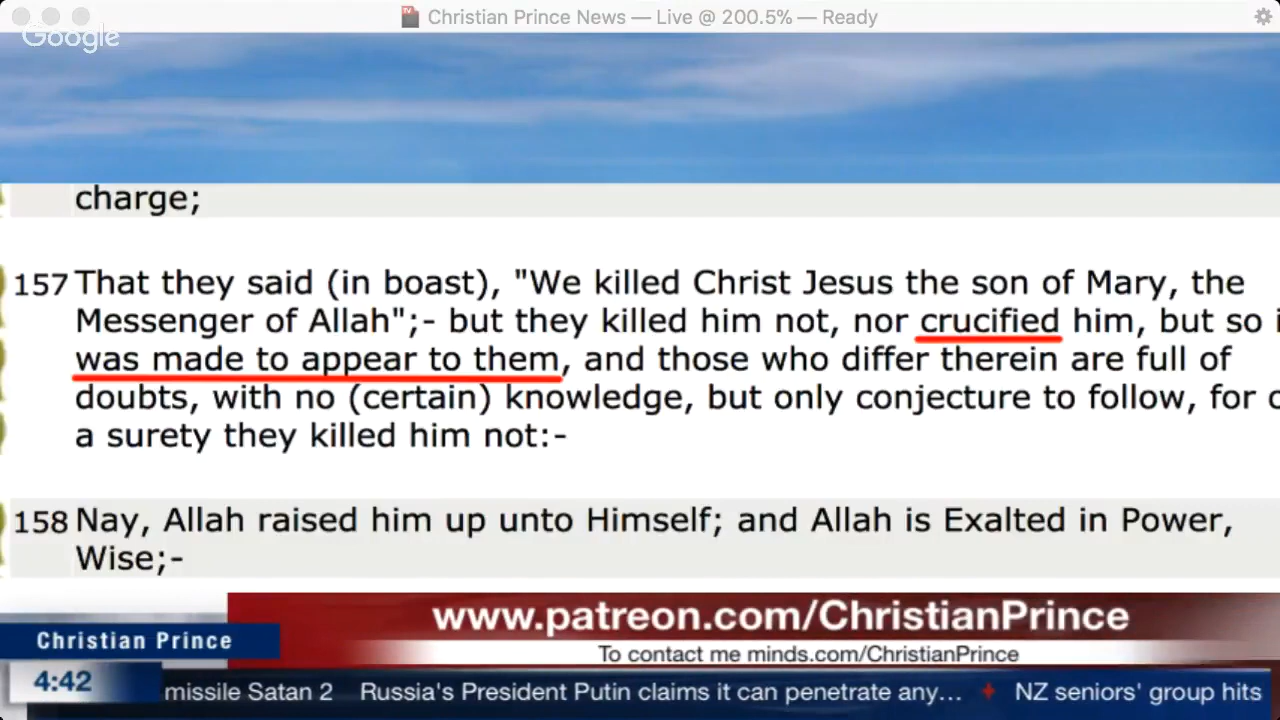 Christian Prince News — Live @ 200.5% — Ready
Google
charge;
157 That they said (in boast), "We killed Christ Jesus the son of Mary, the
Messenger of Allah";- but they killed him not, nor crucified him, but so
was made to appear to them, and those who differ therein are full of
doubts, with no (certain) knowledge, but only conjecture to follow, for
a surety they killed him not:-
158 Nay, Allah raised him up unto Himself; and Allah is Exalted in Power,
Wise;-
www.patreon.com/ChristianPrince
Christian Prince
To contact me minds.com/ChristianPrince
4:42
missile Satan 2 Russia's President Putin claims it can penetrate any... NZ seniors' group hits